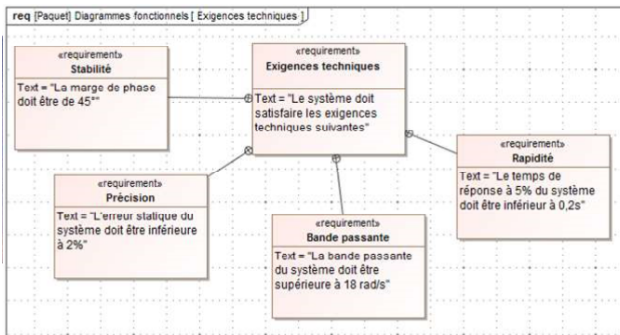 req [Paquet] Diagrammes fonctionnels [ Exigences techniques ]
«requirement»
Stabilité
Text = "La marge de phase
doit être de 45°"
«requirement»
Exigences techniques
Text = "Le système doit
satisfaire les exigences
techniques suivantes"
«requirement»
Rapidité
Text = "Le temps de
réponse à 5% du système
doit être inférieur à 0,2s"
«requirement»
Précision
Text = "L'erreur statique du
système doit être inférieure
à 2%"
«requirement»
Bande passante
Text = "La bande passante
du système doit être
supérieure à 18 rad/s"